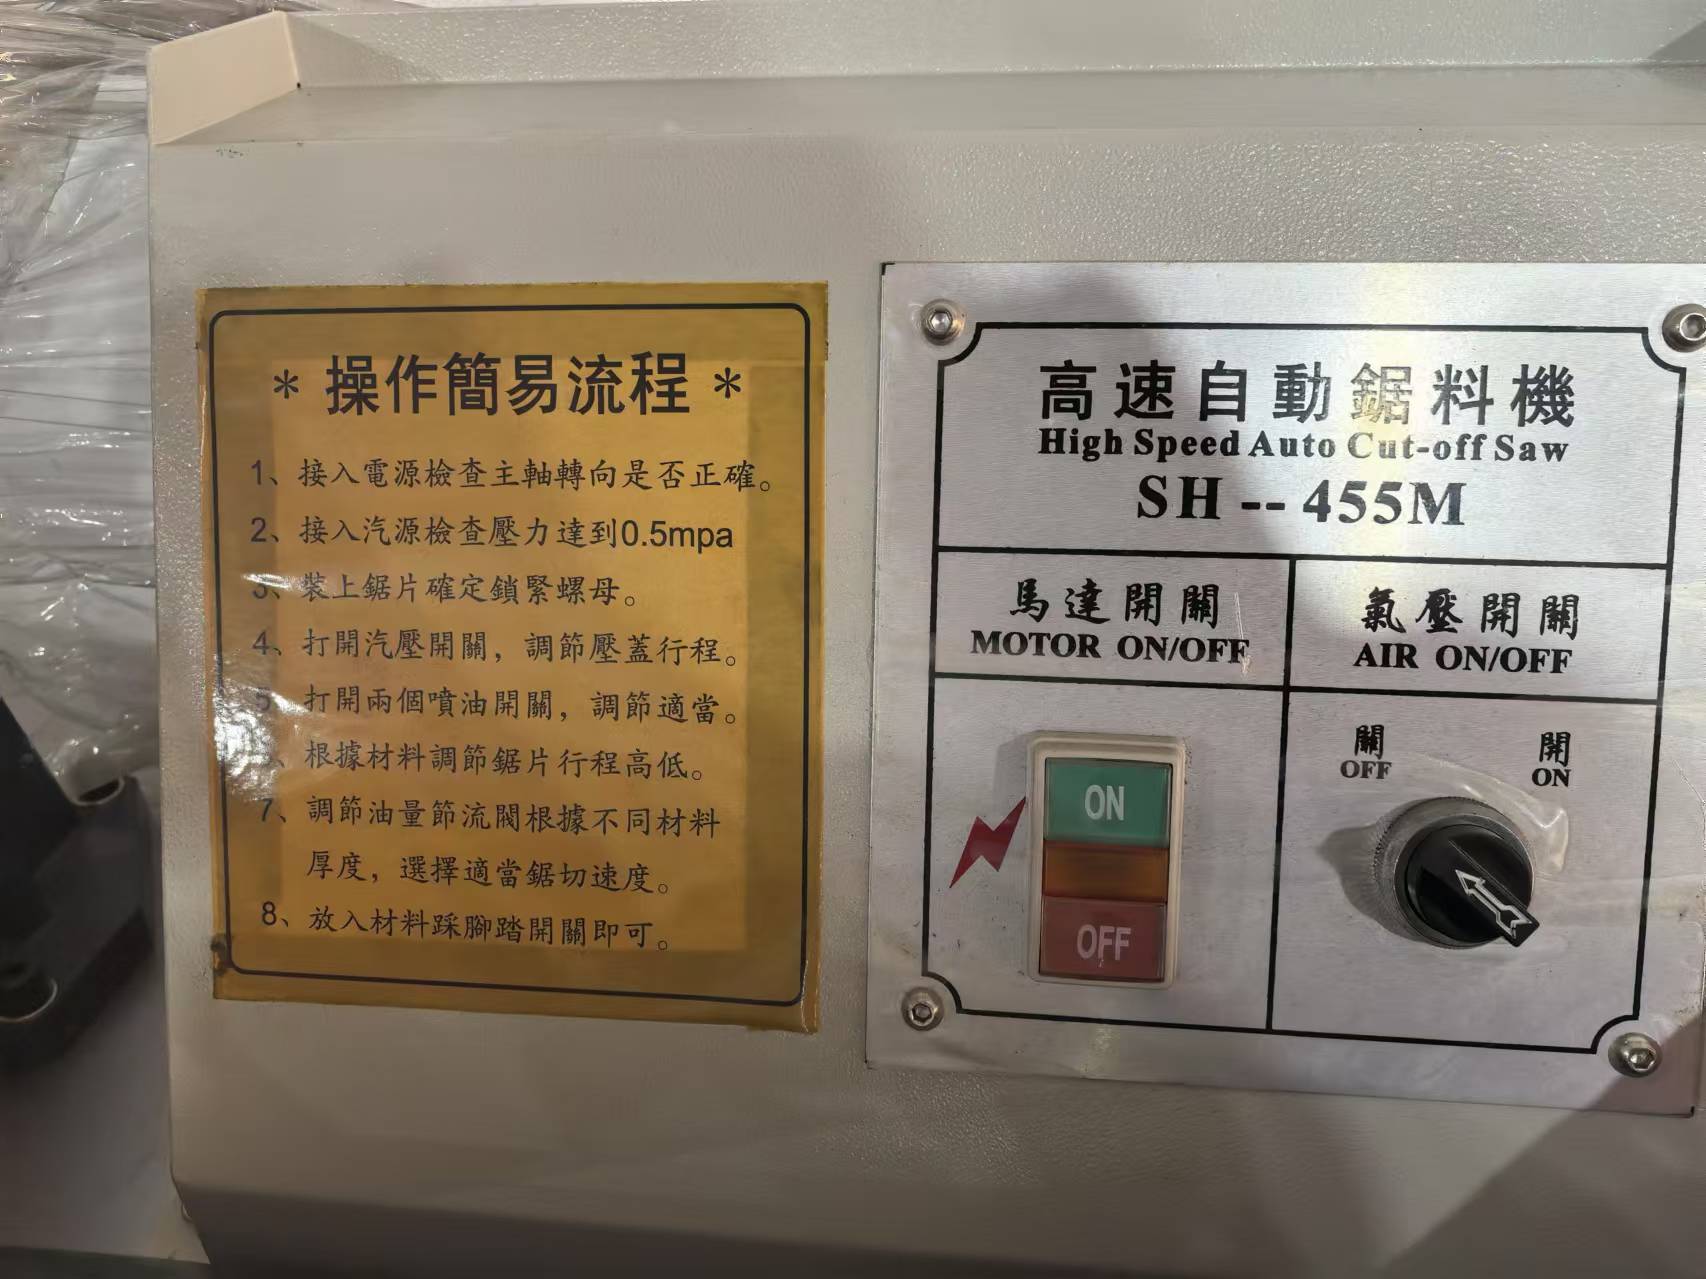 * 操作簡易流程 *
1、接入電源檢查主軸轉向是否正確。
2、接入汽源檢查壓力達到0.5mpa
3、裝上鋸片確定鎖緊螺母。
4、打開汽壓開關，調節壓蓋行程。
5、打開兩個噴油開關，調節適當。
、根據材料調節鋸片行程高低。
7、調節油量節流閥根據不同材料
厚度，選擇適當鋸切速度。
8、放入材料踩腳踏開關即可。
高速自動鋸料機
High Speed Auto Cut-off Saw
SH -- 455M
馬達開關
MOTOR ON/OFF
氣壓開關
AIR ON/OFF
關
OFF
開
ON
ON
OFF